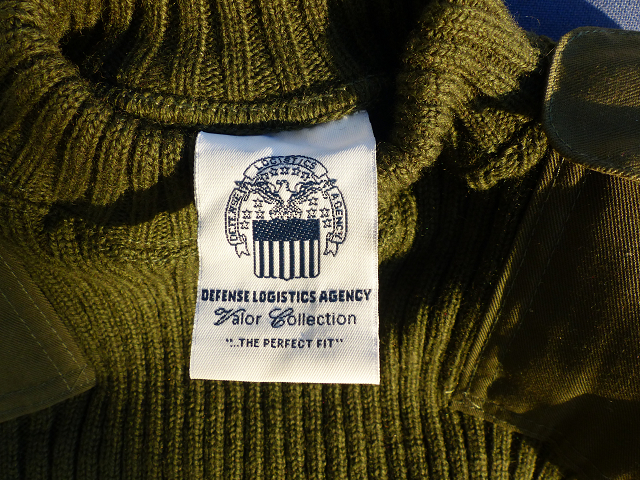 DEFENSE LOGISTICS AGENCY
DEFENSE LOGISTICS AGENCY
Valor Collection
"...THE PERFECT FIT"